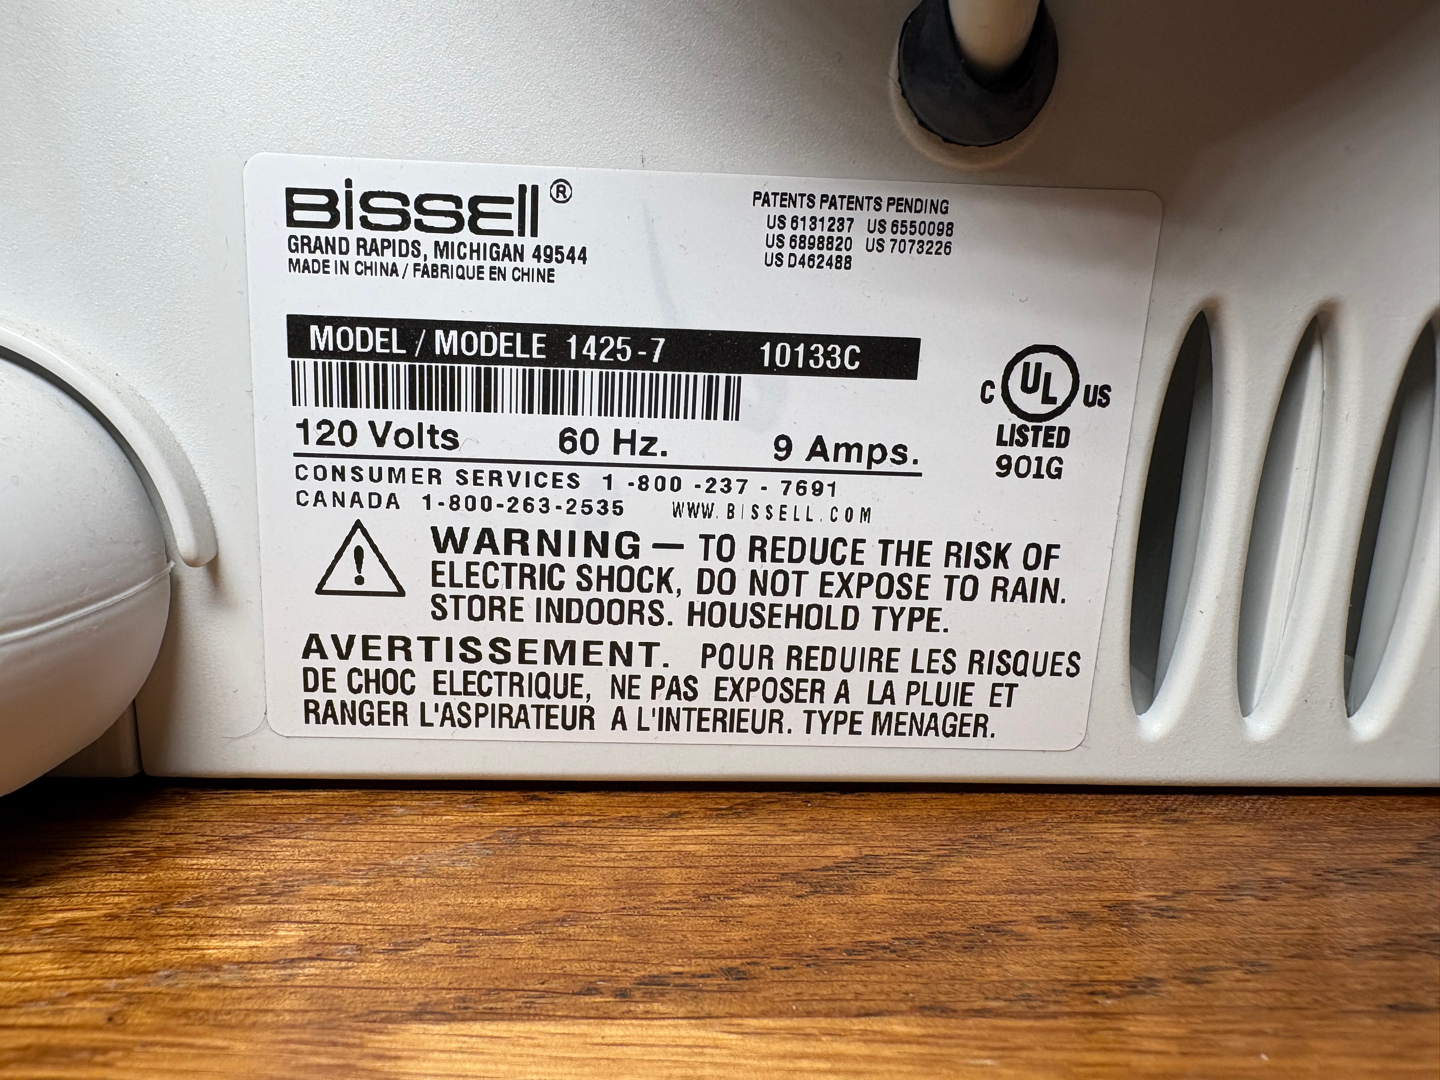 BISSELL®
GRAND RAPIDS, MICHIGAN 49544
MADE IN CHINA / FABRIQUE EN CHINE
PATENTS PATENTS PENDING
US 6131237 US 6550098
US 6898820 US 7073226
US D462488
MODEL / MODELE 1425-7 10133C
120 Volts 60 Hz. 9 Amps.
C UL US
LISTED
901G
CONSUMER SERVICES 1 -800 -237 - 7691
CANADA 1-800-263-2535 WWW.BISSELL.COM
WARNING — TO REDUCE THE RISK OF
ELECTRIC SHOCK, DO NOT EXPOSE TO RAIN.
STORE INDOORS. HOUSEHOLD TYPE.
AVERTISSEMENT. POUR REDUIRE LES RISQUES
DE CHOC ELECTRIQUE, NE PAS EXPOSER A LA PLUIE ET
RANGER L'ASPIRATEUR A L'INTERIEUR. TYPE MENAGER.